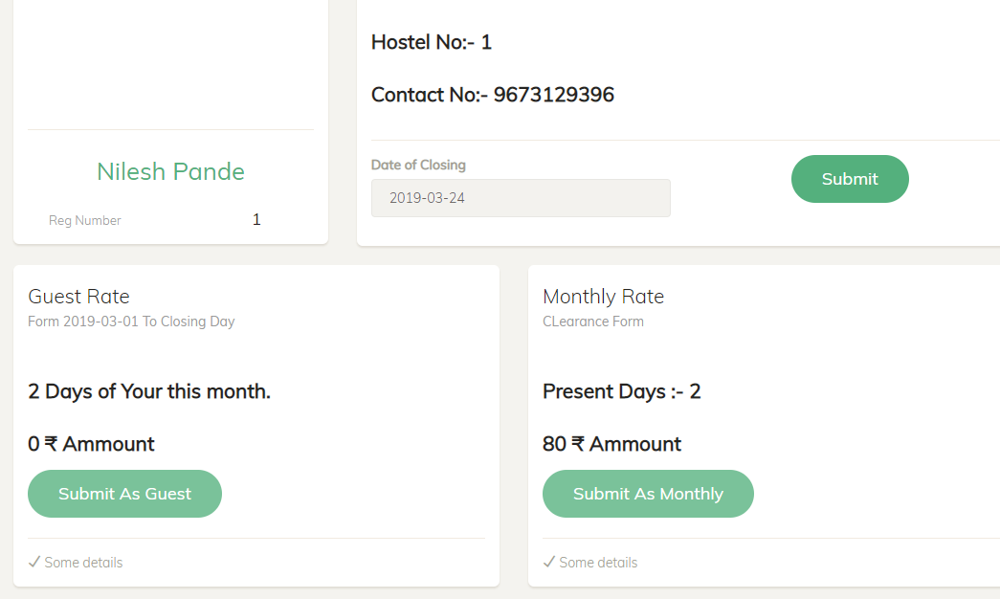 Hostel No:- 1
Contact No:- 9673129396
Nilesh Pande
Reg Number 1
Date of Closing
2019-03-24
Submit
Guest Rate
Form 2019-03-01 To Closing Day
2 Days of Your this month.
0 ₹ Ammount
Submit As Guest
✓ Some details
Monthly Rate
CLearance Form
Present Days :- 2
80 ₹ Ammount
Submit As Monthly
✓ Some details